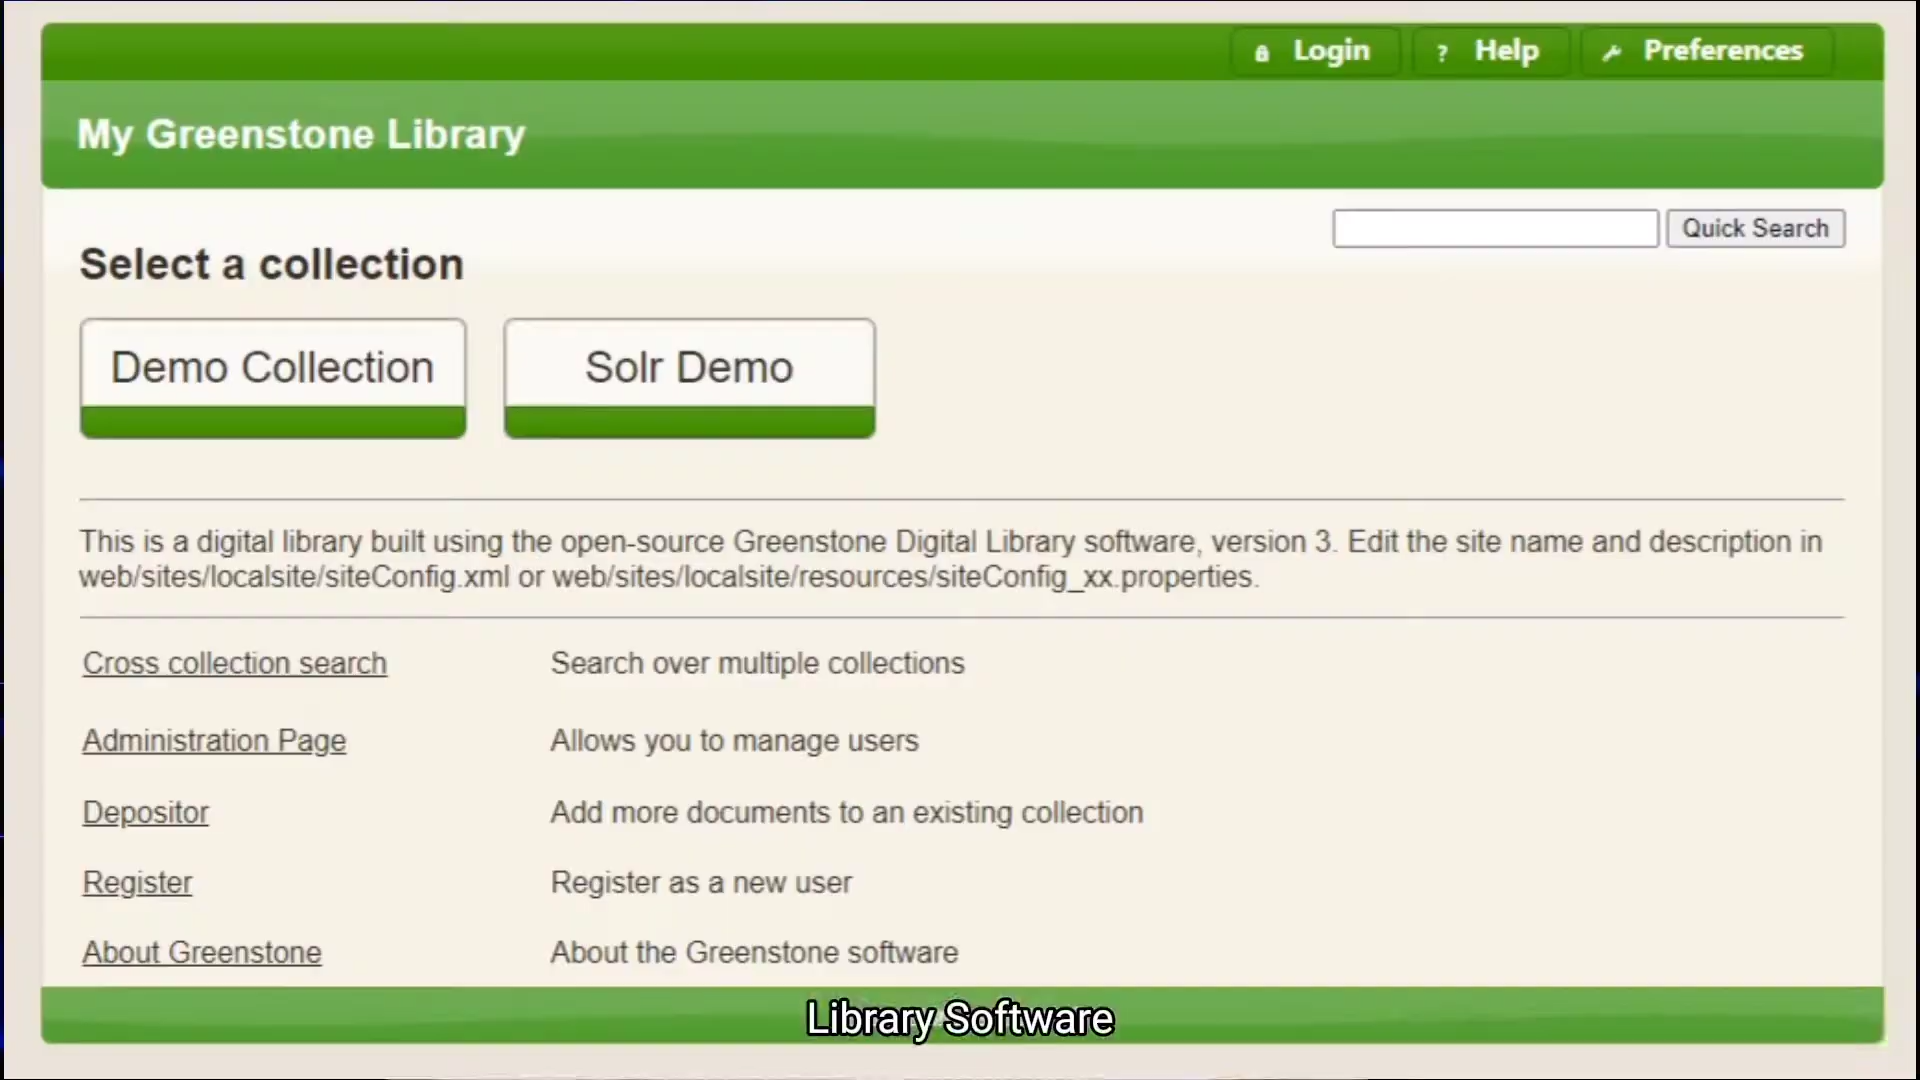 Login
? Help
Preferences
My Greenstone Library
Quick Search
Select a collection
Demo Collection
Solr Demo
This is a digital library built using the open-source Greenstone Digital Library software, version 3. Edit the site name and description in
web/sites/localsite/siteConfig.xml or web/sites/localsite/resources/siteConfig_xx.properties.
Cross collection search
Search over multiple collections
Administration Page
Allows you to manage users
Depositor
Add more documents to an existing collection
Register
Register as a new user
About Greenstone
About the Greenstone software
Library Software